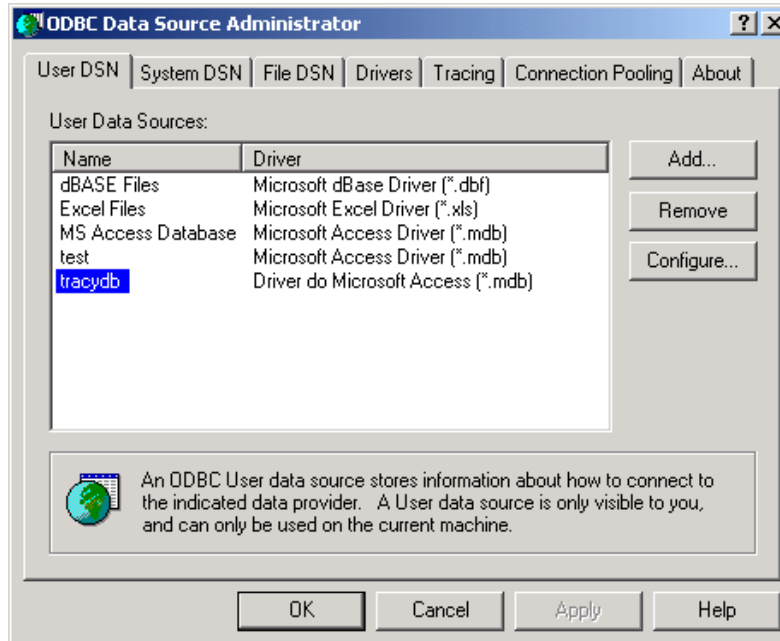 ODBC Data Source Administrator
User DSN System DSN File DSN Drivers Tracing Connection Pooling About
User Data Sources:
Name Driver
dBASE Files Microsoft dBase Driver (*.dbf)
Excel Files Microsoft Excel Driver (*.xls)
MS Access Database Microsoft Access Driver (*.mdb)
test Microsoft Access Driver (*.mdb)
tracydb Driver do Microsoft Access (*.mdb)
Add...
Remove
Configure...
An ODBC User data source stores information about how to connect to
the indicated data provider. A User data source is only visible to you,
and can only be used on the current machine.
OK Cancel Apply Help